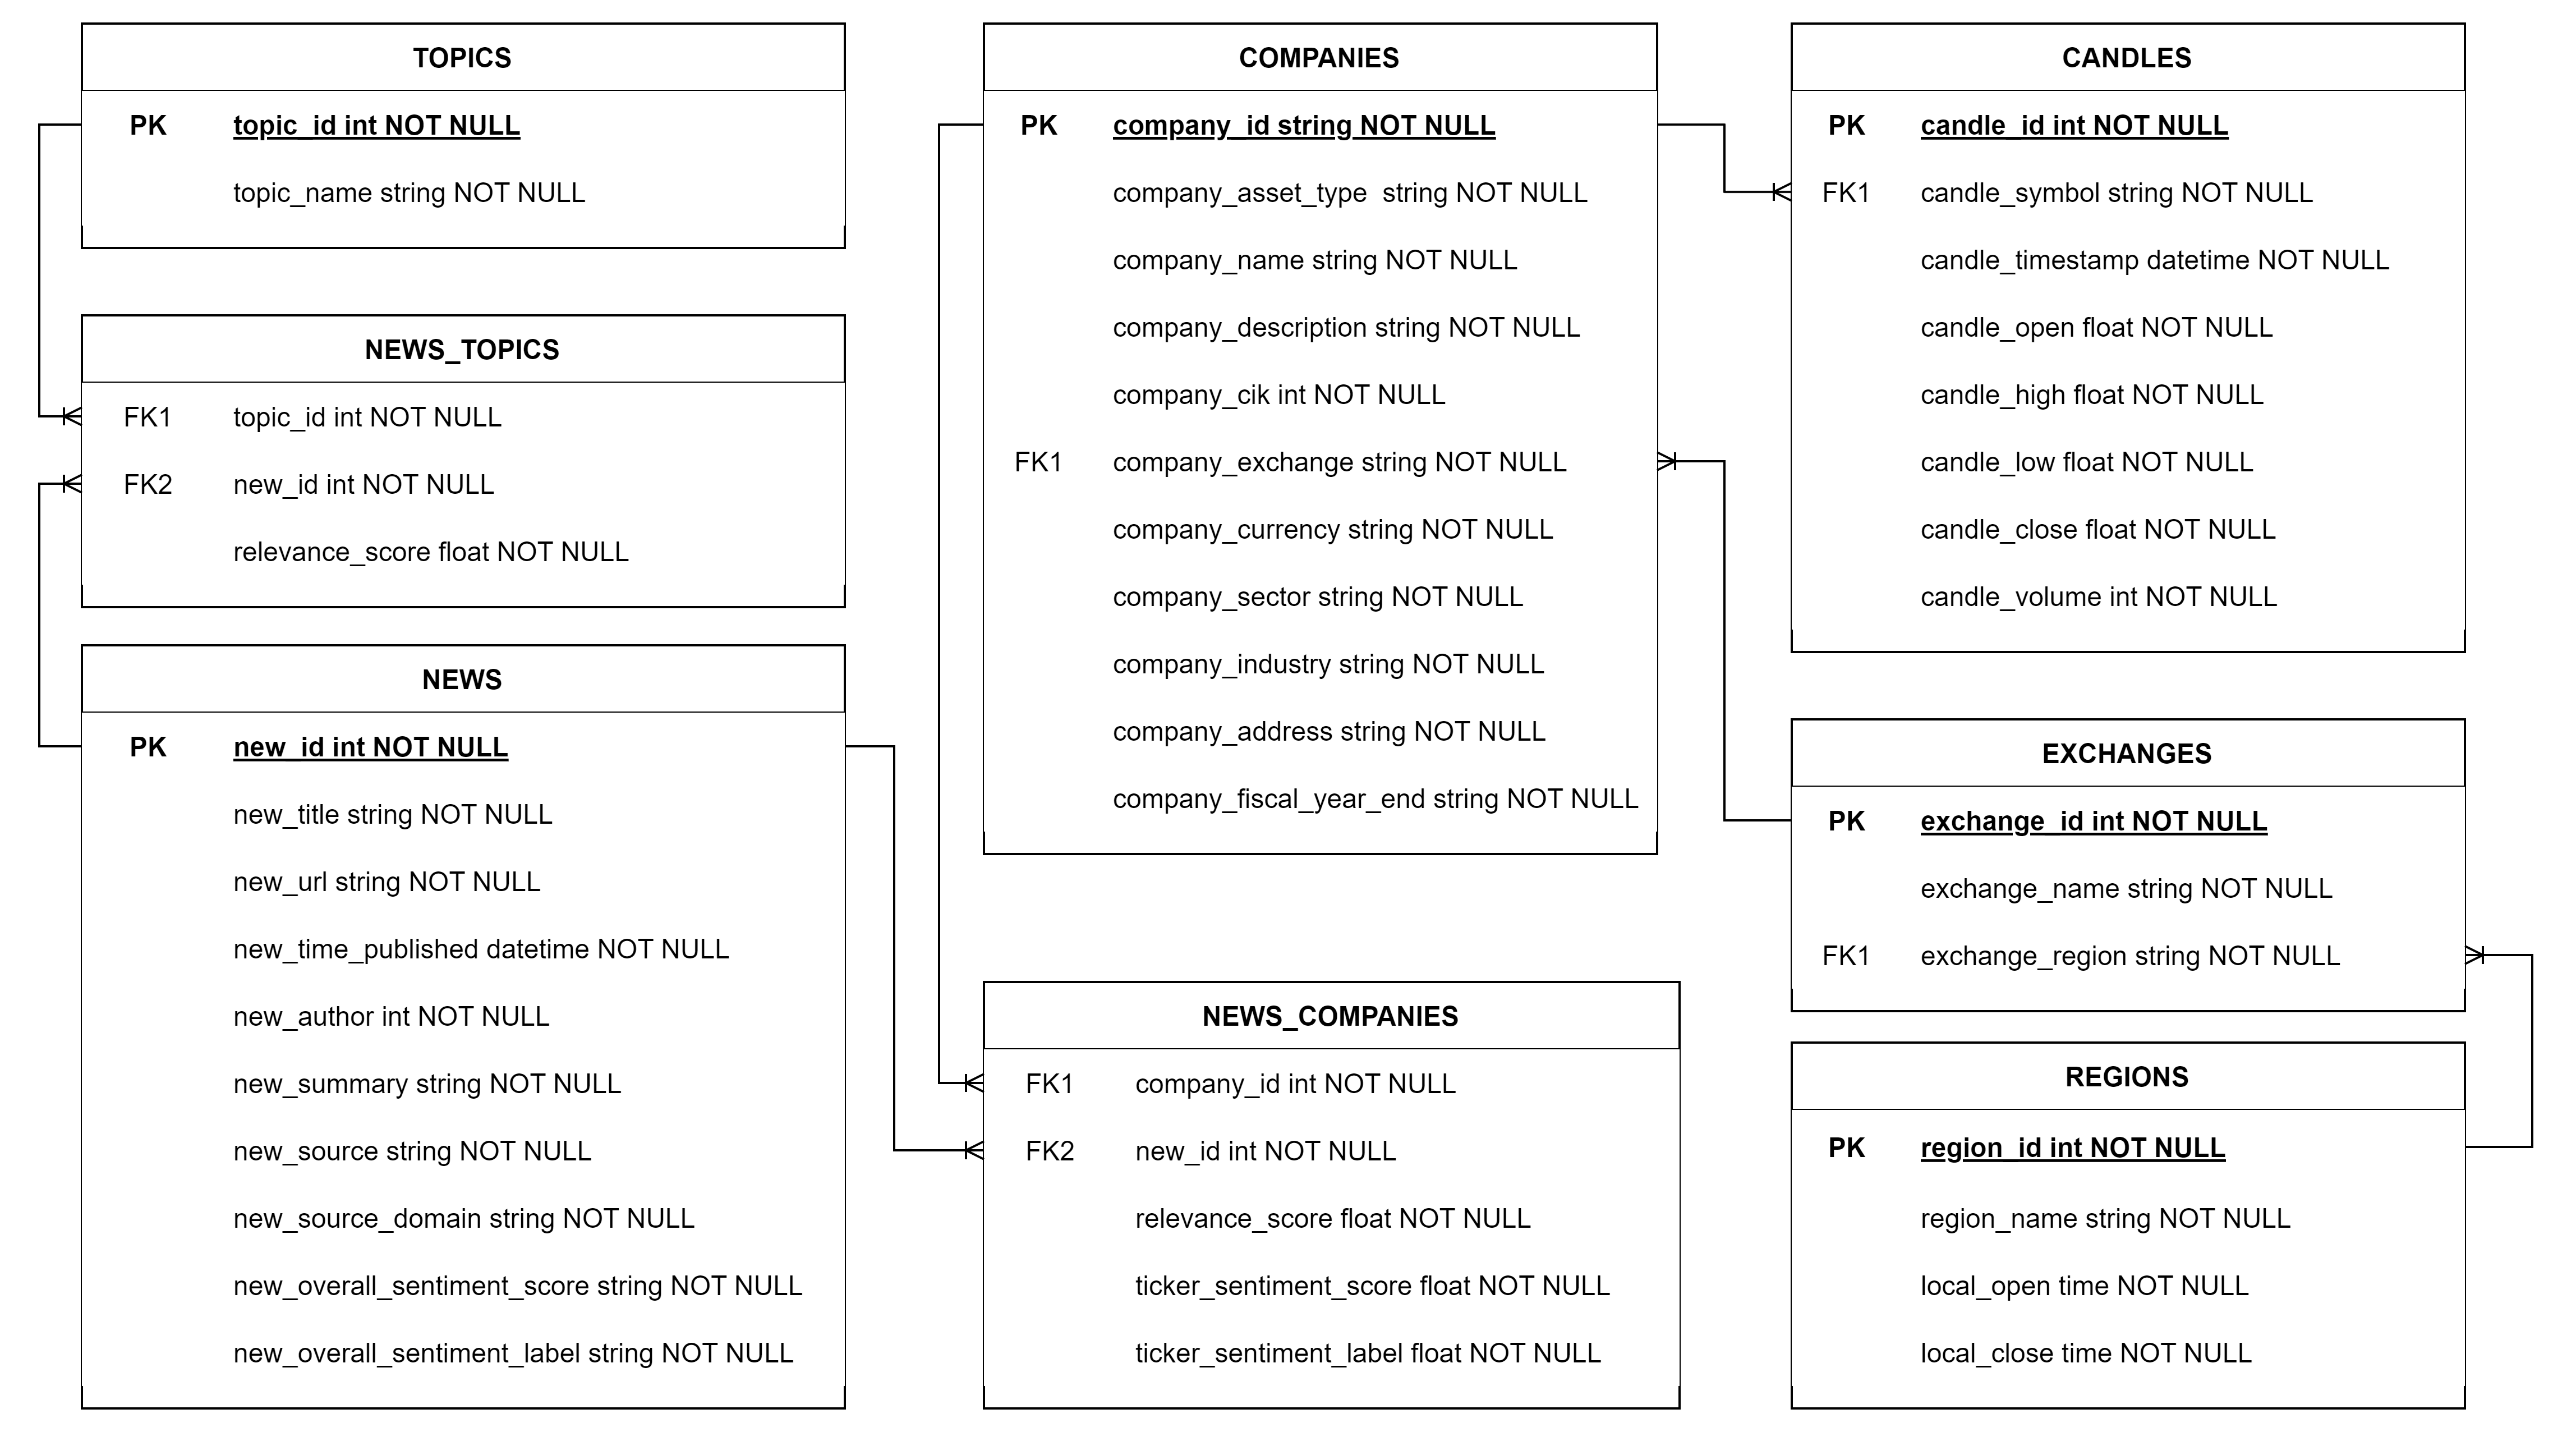 TOPICS
PK topic_id int NOT NULL
topic_name string NOT NULL
NEWS_TOPICS
FK1 topic_id int NOT NULL
FK2 new_id int NOT NULL
relevance_score float NOT NULL
NEWS
PK new_id int NOT NULL
new_title string NOT NULL
new_url string NOT NULL
new_time_published datetime NOT NULL
new_author int NOT NULL
new_summary string NOT NULL
new_source string NOT NULL
new_source_domain string NOT NULL
new_overall_sentiment_score string NOT NULL
new_overall_sentiment_label string NOT NULL
COMPANIES
PK company_id string NOT NULL
company_asset_type  string NOT NULL
company_name string NOT NULL
company_description string NOT NULL
company_cik int NOT NULL
FK1 company_exchange string NOT NULL
company_currency string NOT NULL
company_sector string NOT NULL
company_industry string NOT NULL
company_address string NOT NULL
company_fiscal_year_end string NOT NULL
NEWS_COMPANIES
FK1 company_id int NOT NULL
FK2 new_id int NOT NULL
relevance_score float NOT NULL
ticker_sentiment_score float NOT NULL
ticker_sentiment_label float NOT NULL
CANDLES
PK candle_id int NOT NULL
FK1 candle_symbol string NOT NULL
candle_timestamp datetime NOT NULL
candle_open float NOT NULL
candle_high float NOT NULL
candle_low float NOT NULL
candle_close float NOT NULL
candle_volume int NOT NULL
EXCHANGES
PK exchange_id int NOT NULL
exchange_name string NOT NULL
FK1 exchange_region string NOT NULL
REGIONS
PK region_id int NOT NULL
region_name string NOT NULL
local_open time NOT NULL
local_close time NOT NULL